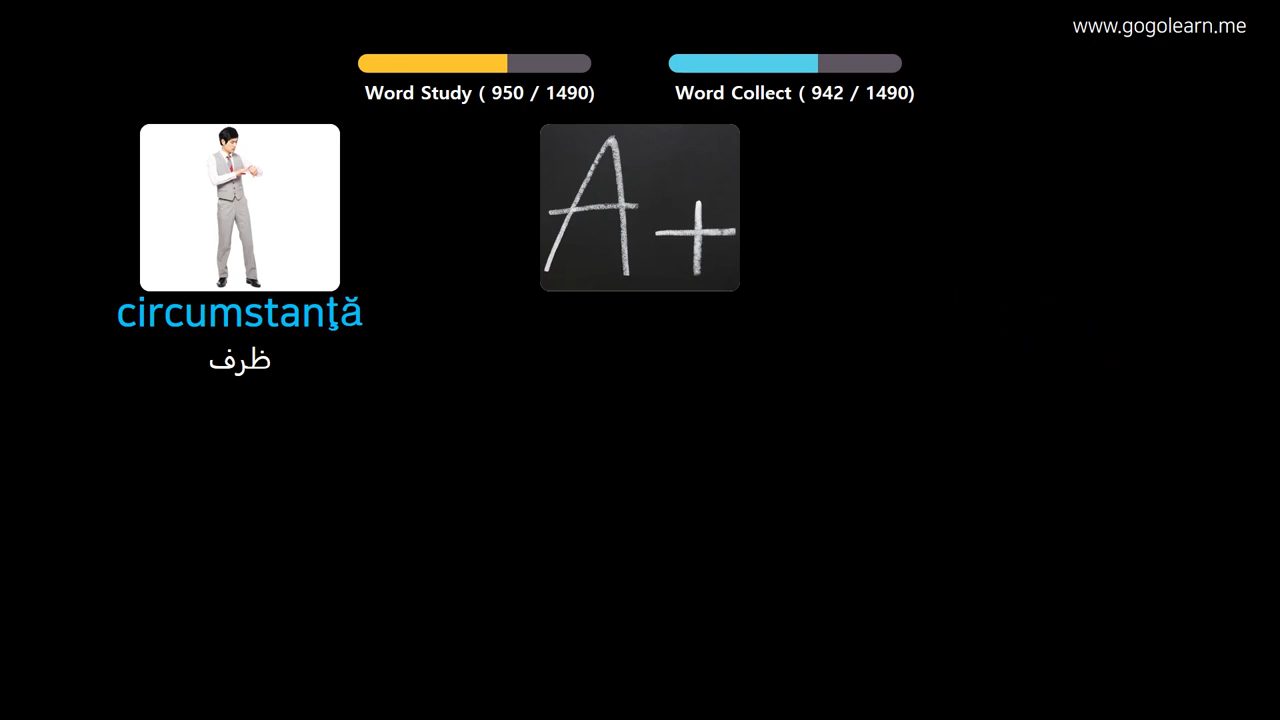 www.gogolearn.me
Word Study ( 950 / 1490)
Word Collect ( 942 / 1490)
A+
circumstanţă
ظرف